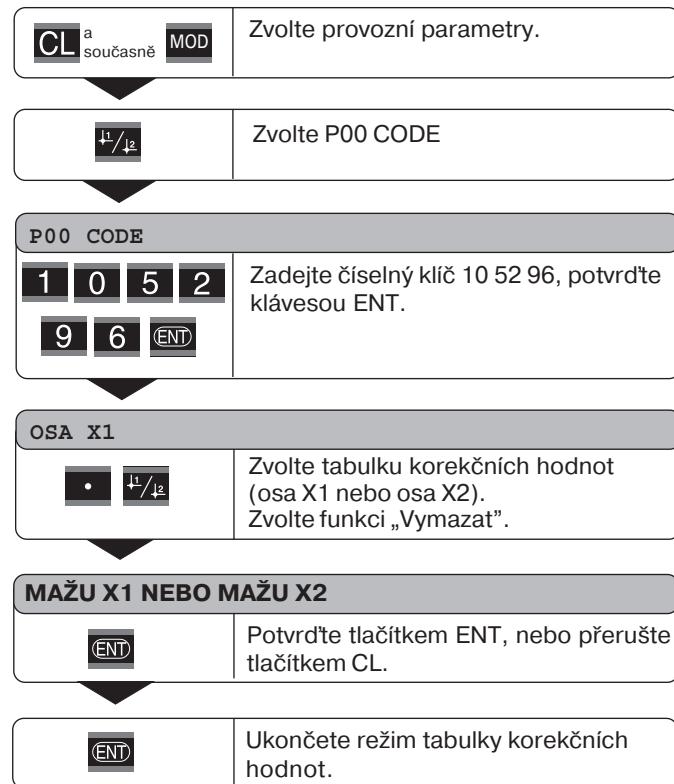 CL a současně MOD
Zvolte provozní parametry.
Zvolte P00 CODE
P00 CODE
1 0 5 2
9 6 ENT
Zadejte číselný klíč 10 52 96, potvrďte
klávesou ENT.
OSA X1
Zvolte tabulku korekčních hodnot
(osa X1 nebo osa X2).
Zvolte funkci „Vymazat”.
MAŽU X1 NEBO MAŽU X2
ENT
Potvrďte tlačítkem ENT, nebo přerušte
tlačítkem CL.
ENT
Ukončete režim tabulky korekčních
hodnot.